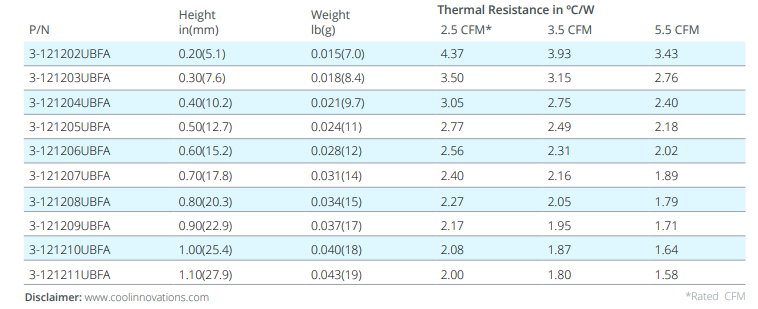 Height Weight Thermal Resistance in ºC/W
P/N in(mm) lb(g) 2.5 CFM* 3.5 CFM 5.5 CFM
3-121202UBFA 0.20(5.1) 0.015(7.0) 4.37 3.93 3.43
3-121203UBFA 0.30(7.6) 0.018(8.4) 3.50 3.15 2.76
3-121204UBFA 0.40(10.2) 0.021(9.7) 3.05 2.75 2.40
3-121205UBFA 0.50(12.7) 0.024(11) 2.77 2.49 2.18
3-121206UBFA 0.60(15.2) 0.028(12) 2.56 2.31 2.02
3-121207UBFA 0.70(17.8) 0.031(14) 2.40 2.16 1.89
3-121208UBFA 0.80(20.3) 0.034(15) 2.27 2.05 1.79
3-121209UBFA 0.90(22.9) 0.037(17) 2.17 1.95 1.71
3-121210UBFA 1.00(25.4) 0.040(18) 2.08 1.87 1.64
3-121211UBFA 1.10(27.9) 0.043(19) 2.00 1.80 1.58
Disclaimer: www.coolinnovations.com *Rated CFM